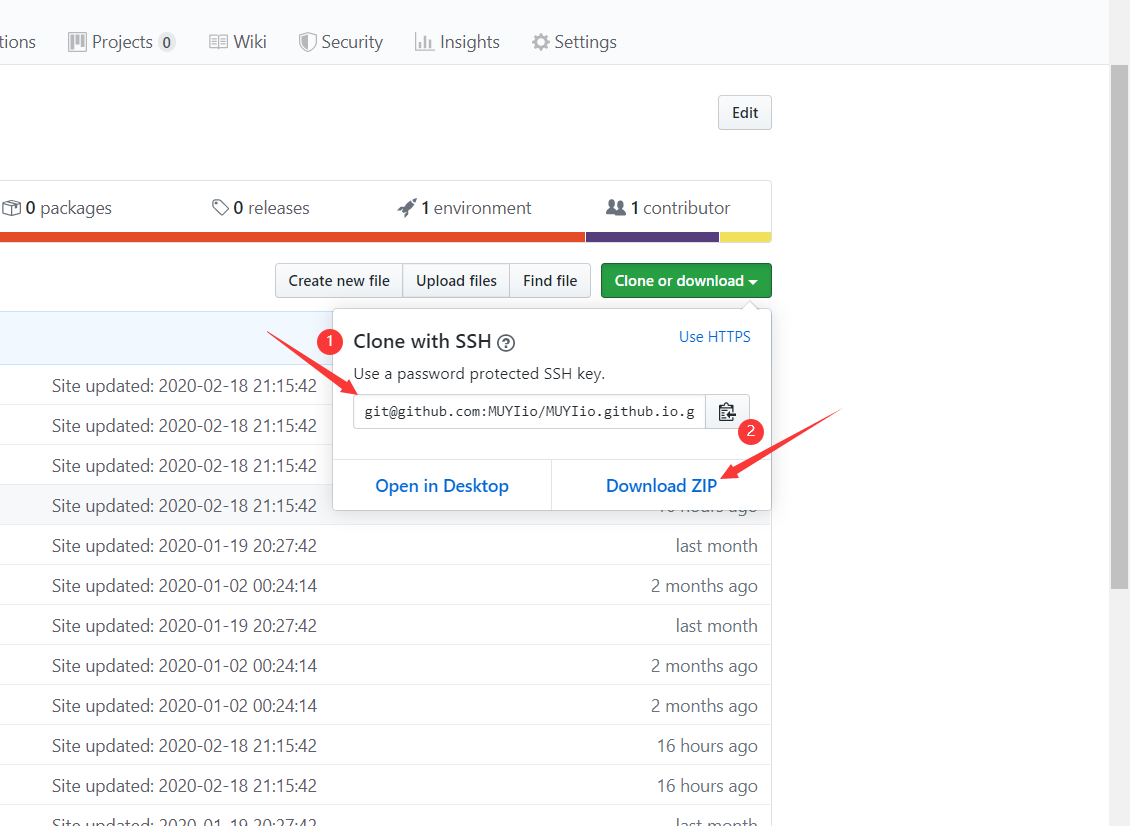 tions Projects 0 Wiki Security Insights Settings
Edit
0 packages 0 releases 1 environment 1 contributor
Create new file Upload files Find file Clone or download
1 Clone with SSH ? Use HTTPS
Use a password protected SSH key.
Site updated: 2020-02-18 21:15:42
git@github.com:MUYIio/MUYIio.github.io.g
Site updated: 2020-02-18 21:15:42
2
Site updated: 2020-02-18 21:15:42
Open in Desktop Download ZIP
Site updated: 2020-02-18 21:15:42 hours ago
Site updated: 2020-01-19 20:27:42 last month
Site updated: 2020-01-02 00:24:14 2 months ago
Site updated: 2020-01-19 20:27:42 last month
Site updated: 2020-01-02 00:24:14 2 months ago
Site updated: 2020-01-02 00:24:14 2 months ago
Site updated: 2020-02-18 21:15:42 16 hours ago
Site updated: 2020-02-18 21:15:42 16 hours ago
Site updated: 2020-01-19 20:27:42 last month